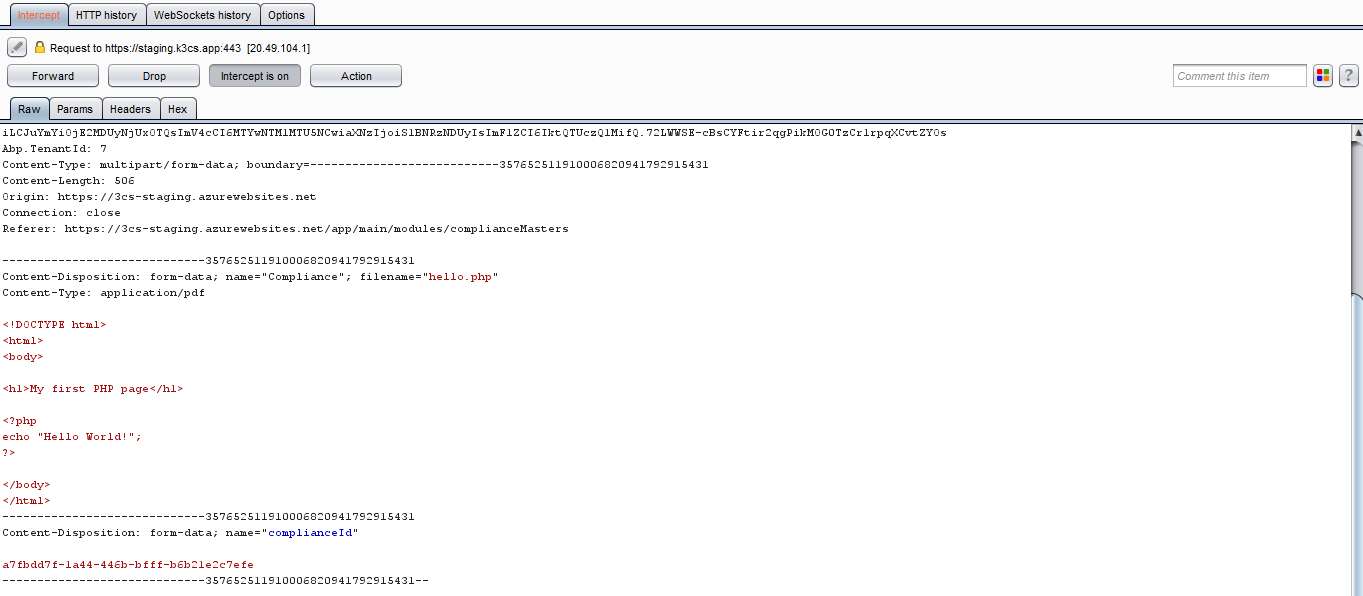 Intercept HTTP history WebSockets history Options
Request to https://staging.k3cs.app:443 [20.49.104.1]
Forward Drop Intercept is on Action Comment this item ?
Raw Params Headers Hex
Abp.TenantId: 7
Content-Type: multipart/form-data; boundary=---------------------------3576525119100068209417929​15431
Content-Length: 506
Origin: https://3cs-staging.azurewebsites.net
Connection: close
Referer: https://3cs-staging.azurewebsites.net/app/main/modules/complianceMasters
-----------------------------357652511910006820941792915431
Content-Disposition: form-data; name="Compliance"; filename="hello.php"
Content-Type: application/pdf
<!DOCTYPE html>
<html>
<body>
<h1>My first PHP page</h1>
<?php
echo "Hello World!";
?>
</body>
</html>
-----------------------------357652511910006820941792915431
Content-Disposition: form-data; name="complianceId"
a7fbdd7f-1a44-446b-bfff-b6b21e2c7efe
-----------------------------357652511910006820941792915431--